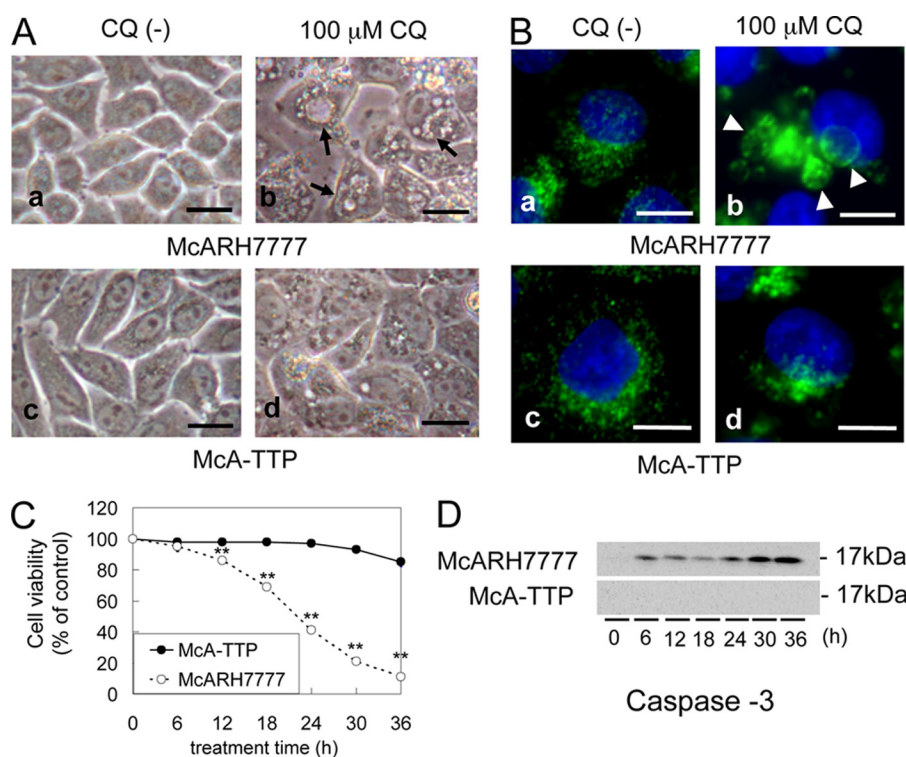 A
CQ (-)
100 μM CQ
a
b
McARH7777
c
d
McA-TTP
B
CQ (-)
100 μM CQ
a
b
McARH7777
c
d
McA-TTP
C
Cell viability
(% of control)
120
100
80
60
40
20
0
**
**
**
**
**
McA-TTP
McARH7777
0 6 12 18 24 30 36
treatment time (h)
D
McARH7777
- 17kDa
McA-TTP
- 17kDa
0 6 12 18 24 30 36 (h)
Caspase -3